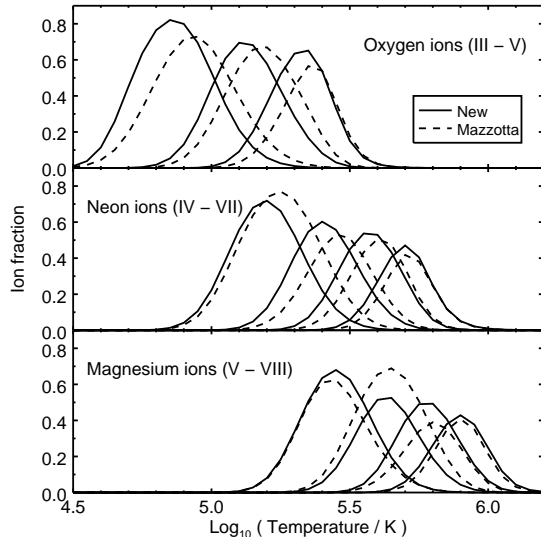 0.8
0.6
0.4
0.2
0.0
Oxygen ions (III − V)
New
Mazzotta
0.8
0.6
0.4
0.2
0.0
Neon ions (IV − VII)
Ion fraction
0.8
0.6
0.4
0.2
0.0
Magnesium ions (V − VIII)
4.5 5.0 5.5 6.0
Log10 ( Temperature / K )